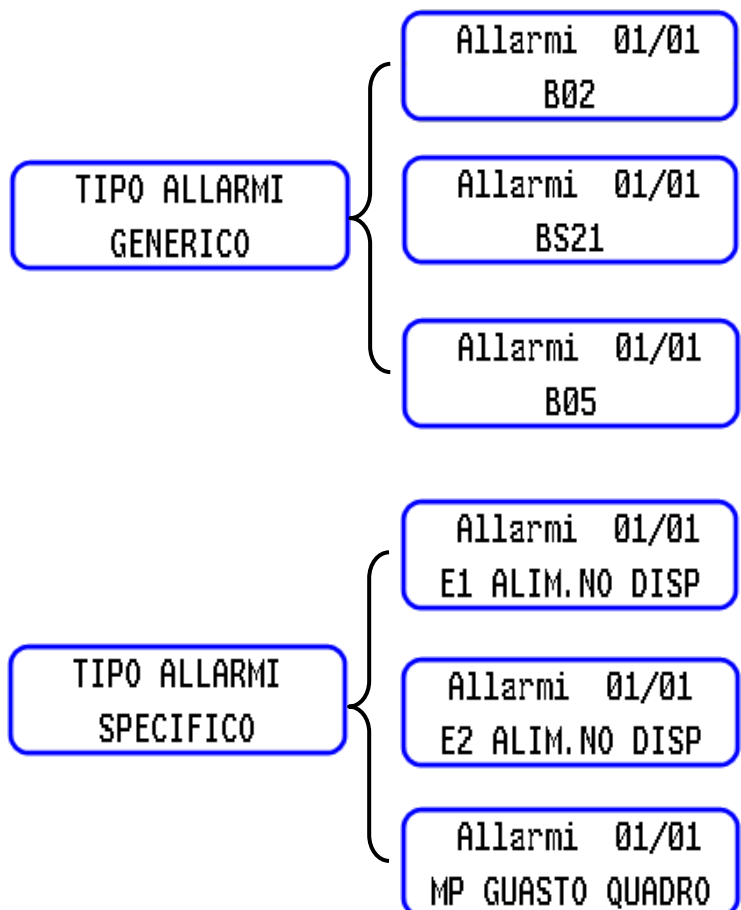 Allarmi 01/01
B02
TIPO ALLARMI
GENERICO
Allarmi 01/01
BS21
Allarmi 01/01
B05
Allarmi 01/01
E1 ALIM.NO DISP
TIPO ALLARMI
SPECIFICO
Allarmi 01/01
E2 ALIM.NO DISP
Allarmi 01/01
MP GUASTO QUADRO